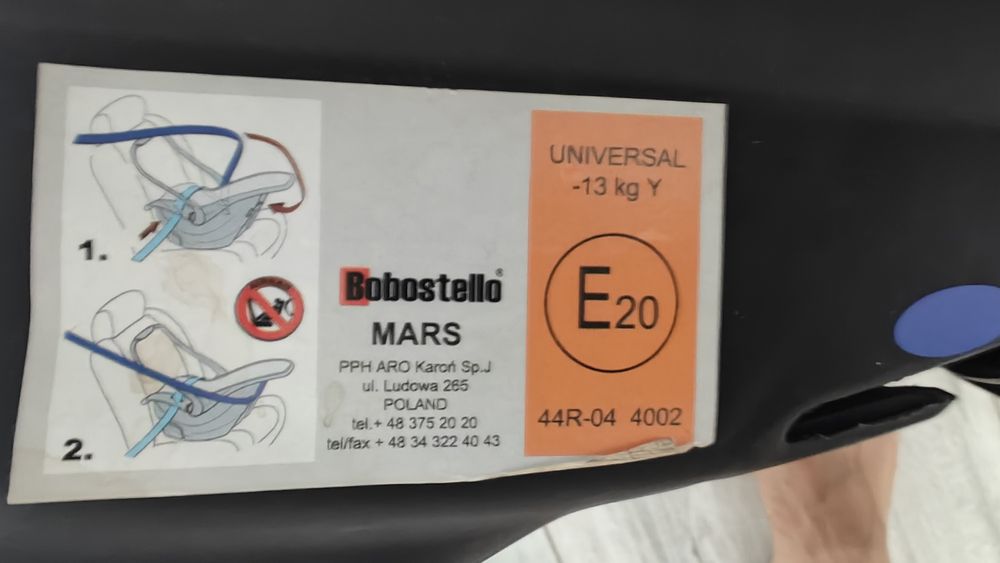 1.
2.
Bobostello®
MARS
PPH ARO Karoń Sp.J
ul. Ludowa 265
POLAND
tel.+ 48 375 20 20
tel/fax + 48 34 322 40 43
UNIVERSAL
-13 kg Y
E20
44R-04 4002